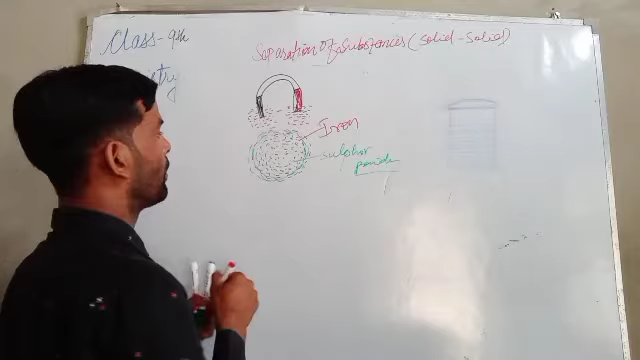 Class-9th
Separation of Substances (Solid-Solid)
Iron
sulphur
powder